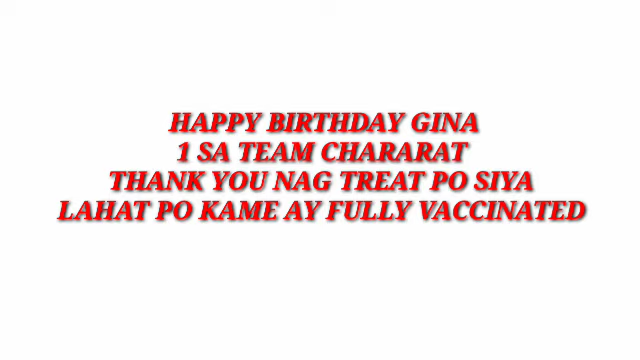 HAPPY BIRTHDAY GINA
1 SA TEAM CHARARAT
THANK YOU NAG TREAT PO SIYA
LAHAT PO KAME AY FULLY VACCINATED